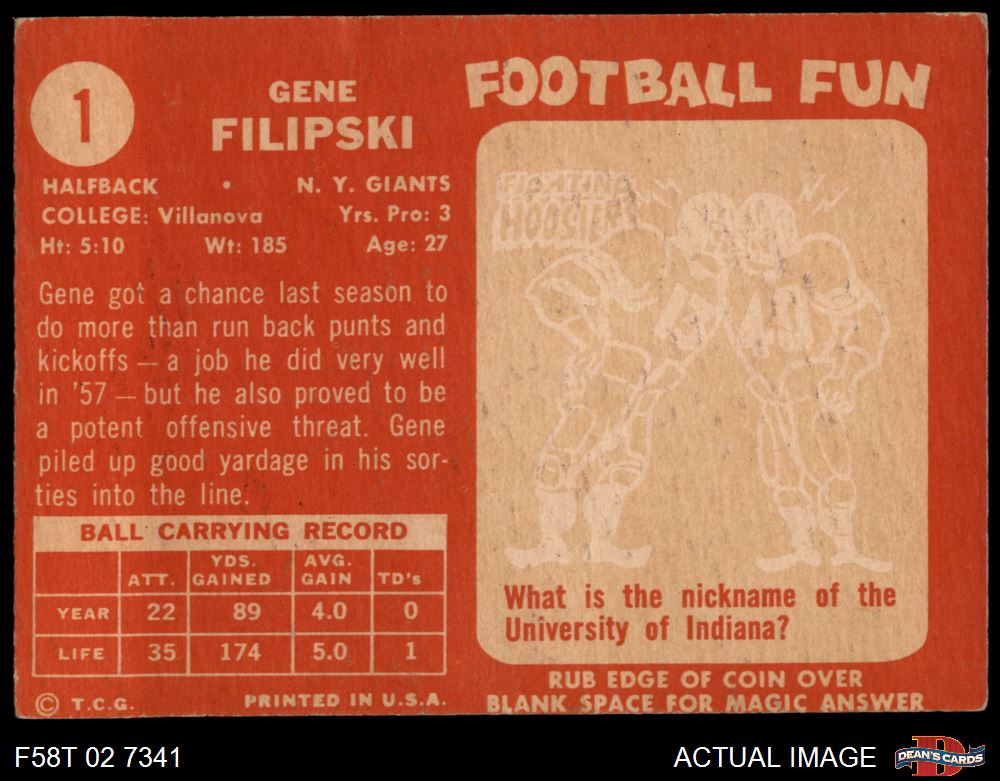 1
GENE
FILIPSKI
HALFBACK • N. Y. GIANTS
COLLEGE: Villanova Yrs. Pro: 3
Ht: 5:10 Wt: 185 Age: 27
Gene got a chance last season to
do more than run back punts and
kickoffs — a job he did very well
in '57 — but he also proved to be
a potent offensive threat. Gene
piled up good yardage in his sor-
ties into the line.
BALL CARRYING RECORD
ATT. YDS. GAINED AVG. GAIN TD's
YEAR 22 89 4.0 0
LIFE 35 174 5.0 1
© T.C.G. PRINTED IN U.S.A.
FOOTBALL FUN
FIGHTING
HOOSIERS
What is the nickname of the
University of Indiana?
RUB EDGE OF COIN OVER
BLANK SPACE FOR MAGIC ANSWER
F58T 02 7341
ACTUAL IMAGE
DEAN'S CARDS